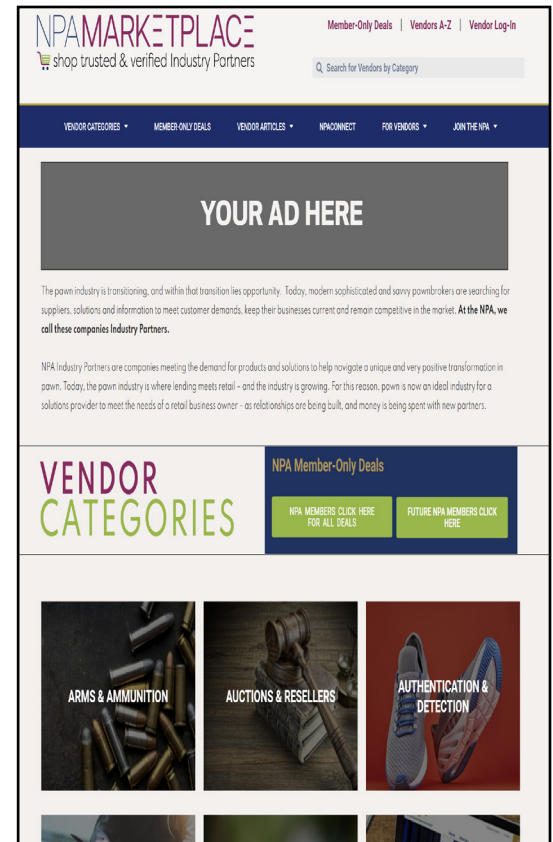 NPAMARKETPLACE
shop trusted & verified Industry Partners
Member-Only Deals | Vendors A-Z | Vendor Log-In
Search for Vendors by Category
VENDOR CATEGORIES MEMBER-ONLY DEALS VENDOR ARTICLES NPACONNECT FOR VENDORS JOIN THE NPA
YOUR AD HERE
The pawn industry is transitioning, and within that transition lies opportunity. Today, modern sophisticated and savvy pawnbrokers are searching for
suppliers, solutions and information to meet customer demands, keep their businesses current and remain competitive in the market. At the NPA, we
call these companies Industry Partners.
NPA Industry Partners are companies meeting the demand for products and solutions to help navigate a unique and very positive transformation in
pawn. Today, the pawn industry is where lending meets retail – and the industry is growing. For this reason, pawn is now an ideal industry for a
solutions provider to meet the needs of a retail business owner – as relationships are being built, and money is being spent with new partners.
VENDOR
CATEGORIES
NPA Member-Only Deals
NPA MEMBERS CLICK HERE
FOR ALL DEALS
FUTURE NPA MEMBERS CLICK
HERE
ARMS & AMMUNITION
AUCTIONS & RESELLERS
AUTHENTICATION &
DETECTION